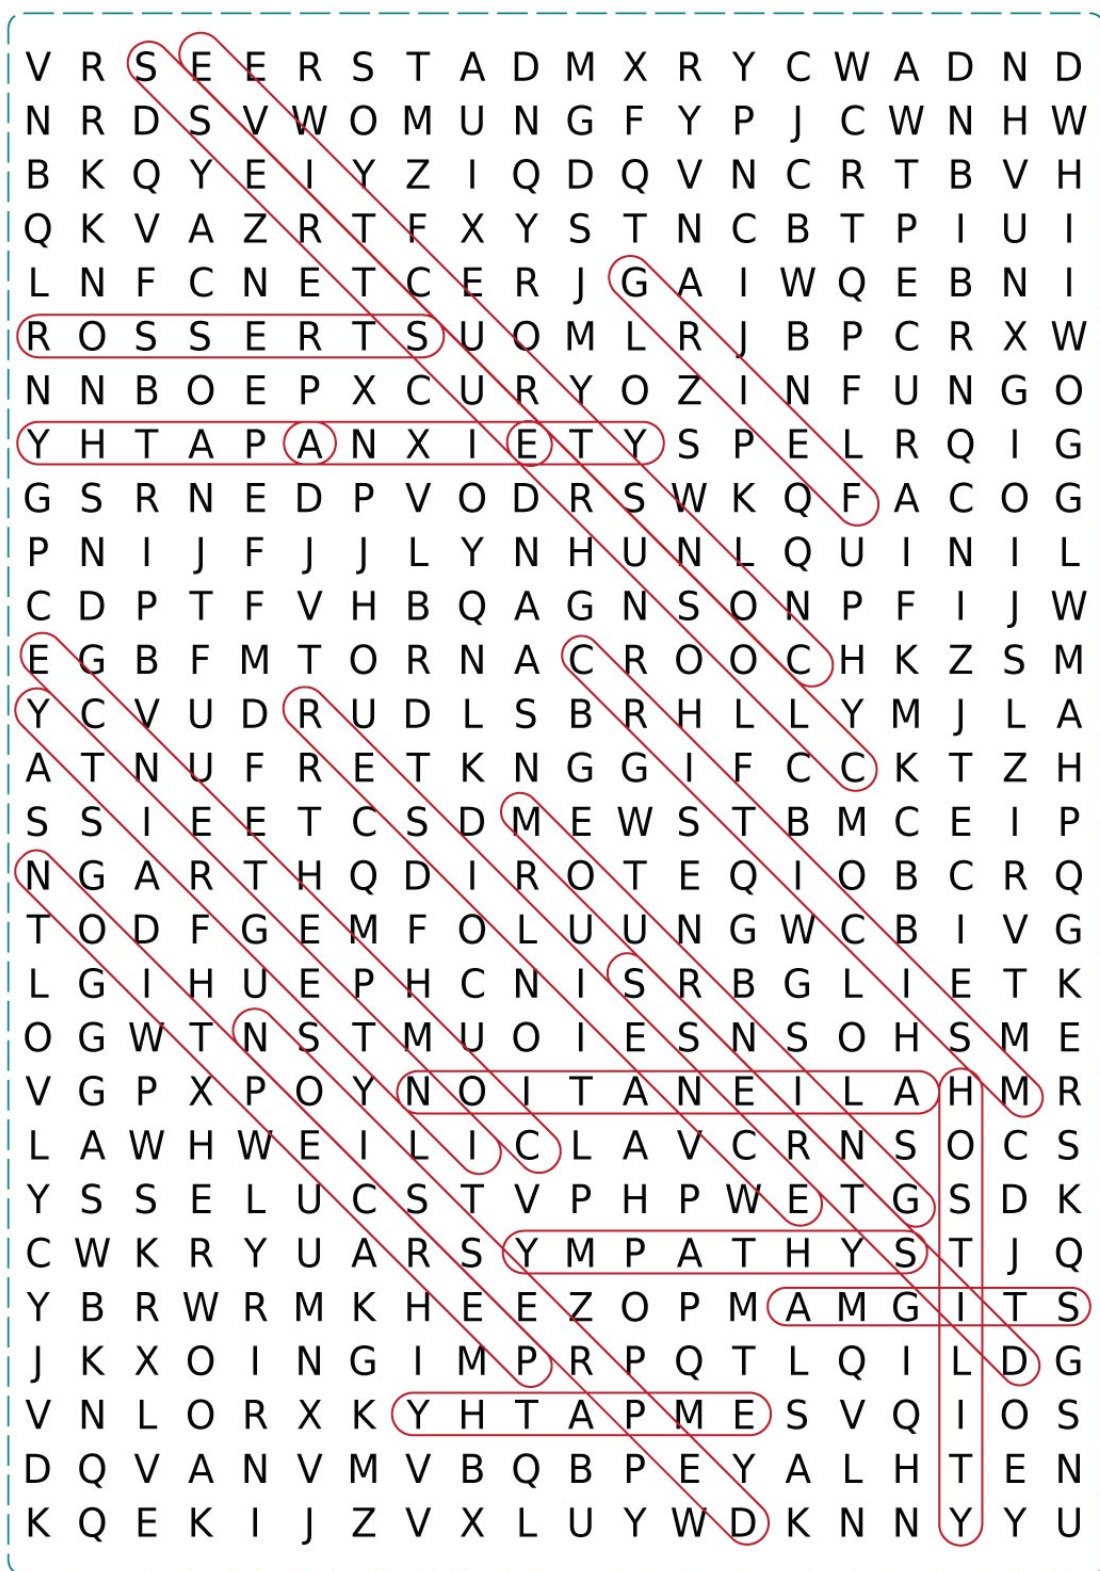 V R S E E R S T A D M X R Y C W A D N D
N R D S V W O M U N G F Y P J C W N H W
B K Q Y E I Y Z I Q D Q V N C R T B V H
Q K V A Z R T F X Y S T N C B T P I U I
L N F C N E T C E R J G A I W Q E B N I
R O S S E R T S U O M L R J B P C R X W
N N B O E P X C U R Y O Z I N F U N G O
Y H T A P A N X I E T Y S P E L R Q I G
G S R N E D P V O D R S W K Q F A C O G
P N I J F J J L Y N H U N L Q U I N I L
C D P T F V H B Q A G N S O N P F I J W
E G B F M T O R N A C R O O C H K Z S M
Y C V U D R U D L S B R H L L Y M J L A
A T N U F R E T K N G G I F C C K T Z H
S S I E E T C S D M E W S T B M C E I P
N G A R T H Q D I R O T E Q I O B C R Q
T O D F G E M F O L U U N G W C B I V G
L G I H U E P H C N I S R B G L I E T K
O G W T N S T M U O I E S N S O H S M E
V G P X P O Y N O I T A N E I L A H M R
L A W H W E I L I C L A V C R N S O C S
Y S S E L U C S T V P H P W E T G S D K
C W K R Y U A R S Y M P A T H Y S T J Q
Y B R W R M K H E E Z O P M A M G I T S
J K X O I N G I M P R P Q T L Q I L D G
V N L O R X K Y H T A P M E S V Q I O S
D Q V A N V M V B Q B P E Y A L H T E N
K Q E K I J Z V X L U Y W D K N N Y Y U